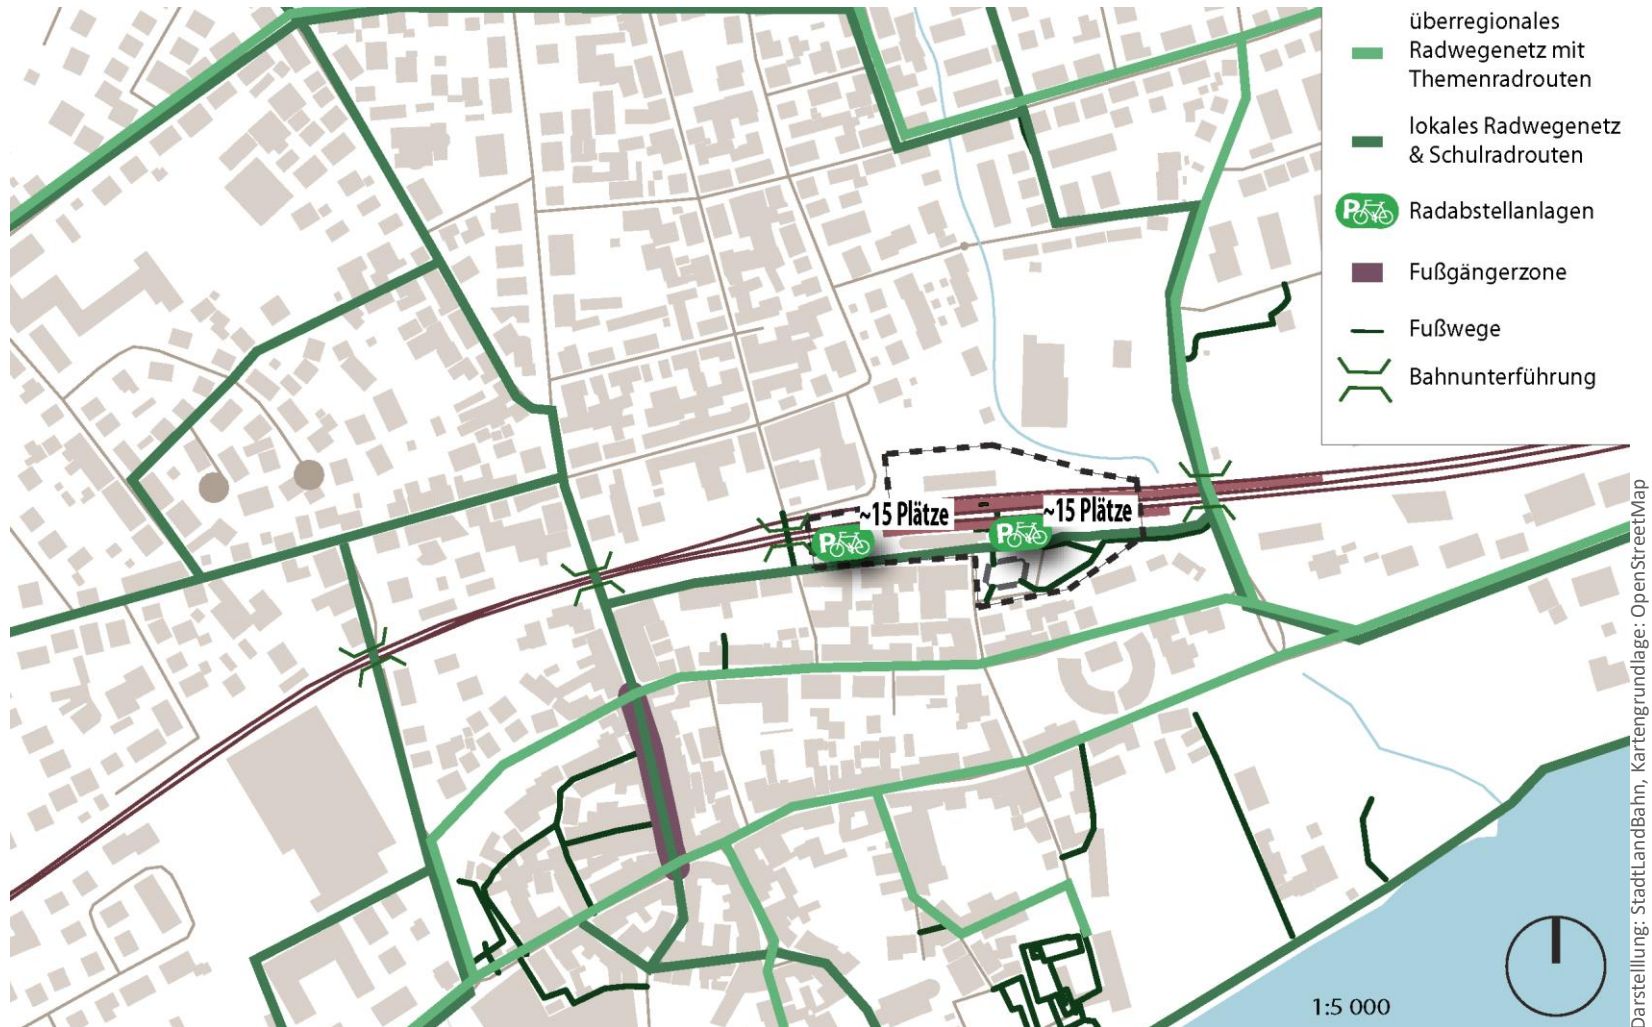 überregionales
Radwegenetz mit
Themenradrouten
lokales Radwegenetz
& Schulradrouten
P
Radabstellanlagen
Fußgängerzone
Fußwege
Bahnunterführung
~15 Plätze
~15 Plätze
P
P
1:5 000
Darstelllung: StadtLandBahn, Kartengrundlage: OpenStreetMap